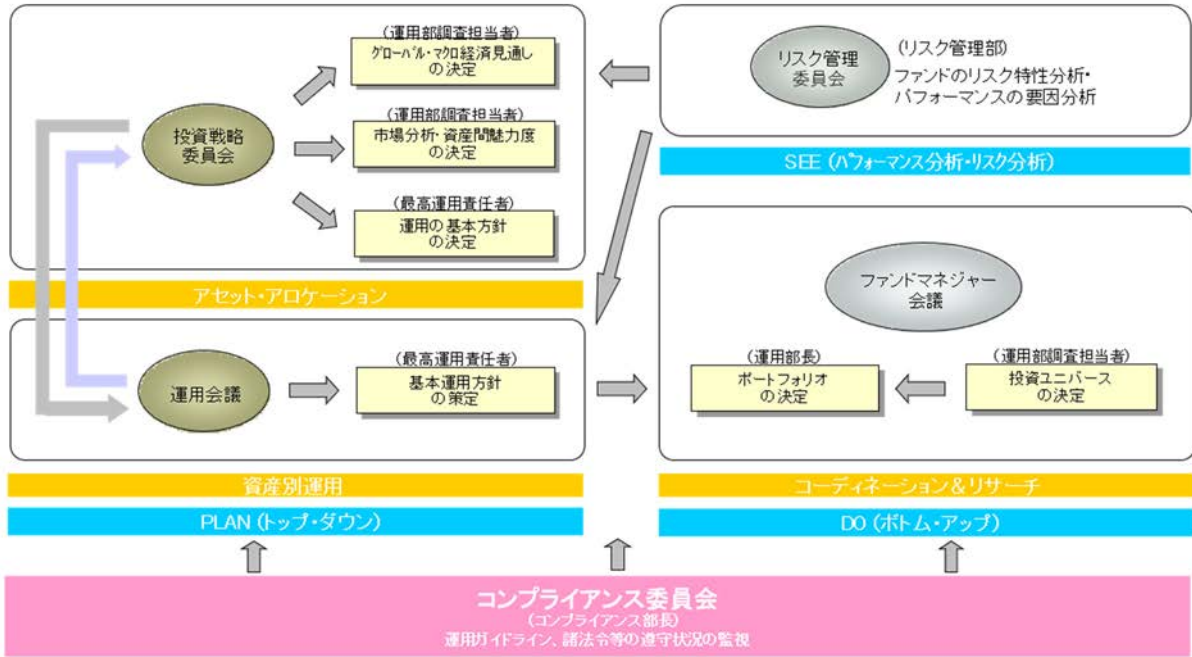 (運用部調査担当者)
グローバル・マクロ経済見通し
の決定
投資戦略
委員会
(運用部調査担当者)
市場分析・資産間魅力度
の決定
(最高運用責任者)
運用の基本方針
の決定
アセット・アロケーション
運用会議
(最高運用責任者)
基本運用方針
の策定
資産別運用
PLAN (トップ・ダウン)
リスク管理
委員会
(リスク管理部)
ファンドのリスク特性分析・
パフォーマンスの要因分析
SEE (パフォーマンス分析・リスク分析)
ファンドマネジャー
会議
(運用部長)
ポートフォリオ
の決定
(運用部調査担当者)
投資ユニバース
の決定
コーディネーション&リサーチ
DO (ボトム・アップ)
コンプライアンス委員会
(コンプライアンス部長)
運用ガイドライン、諸法令等の遵守状況の監視